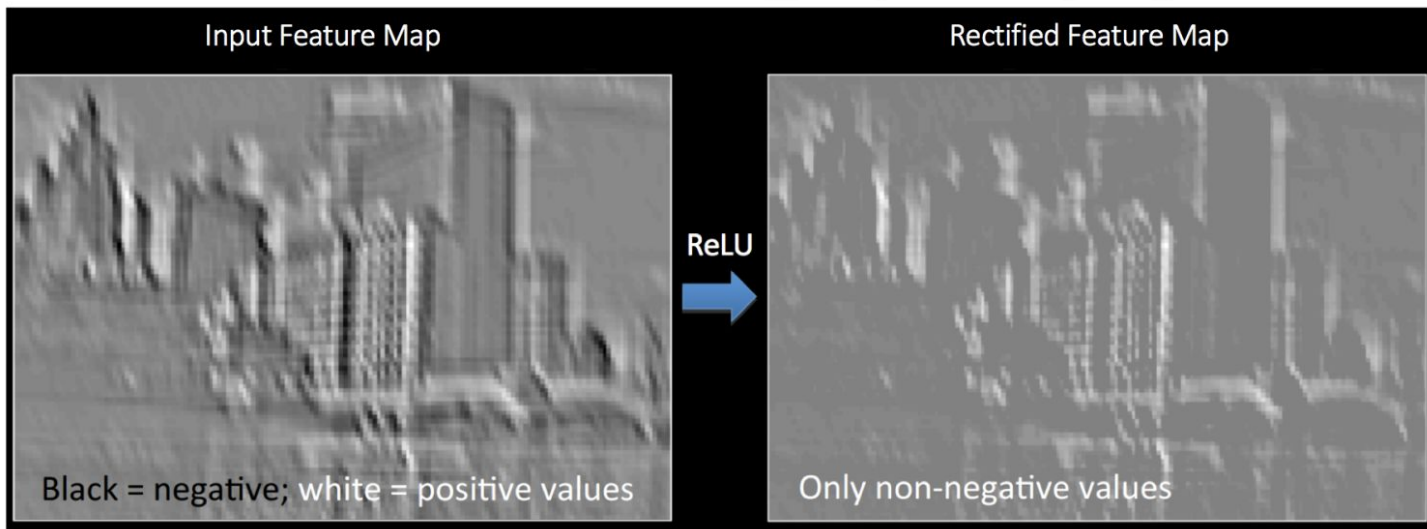 Input Feature Map
Rectified Feature Map
ReLU
Black = negative; white = positive values
Only non-negative values